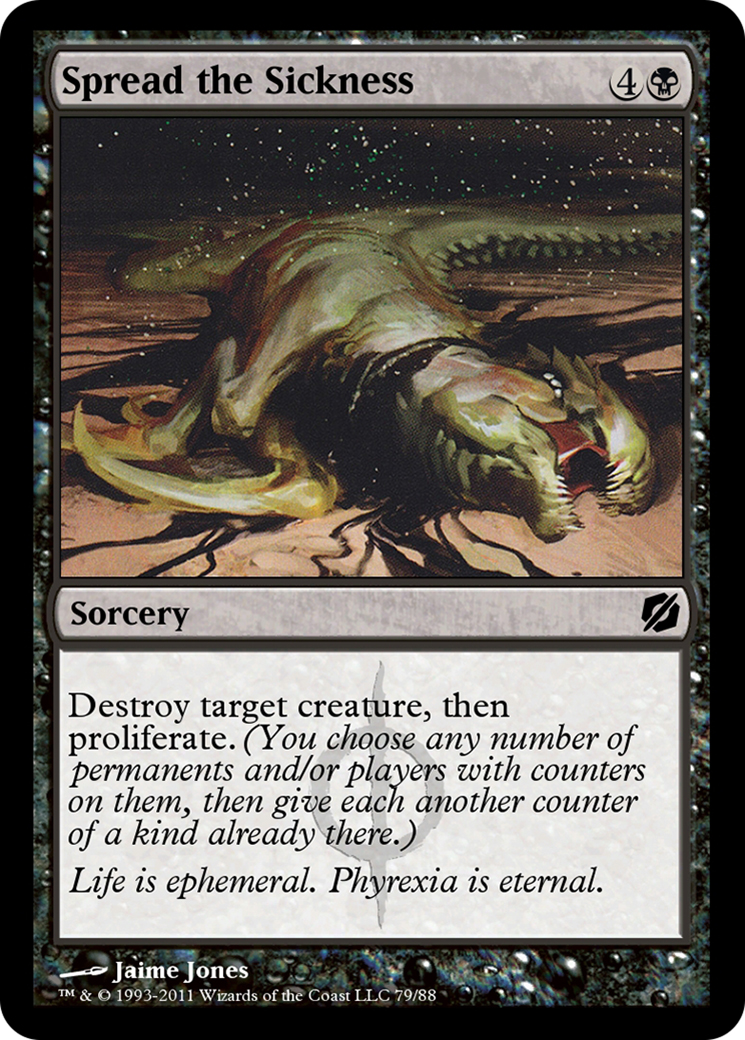 Spread the Sickness 4
Sorcery
Destroy target creature, then
proliferate. (You choose any number of
permanents and/or players with counters
on them, then give each another counter
of a kind already there.)
Life is ephemeral. Phyrexia is eternal.
Jaime Jones
™ & © 1993-2011 Wizards of the Coast LLC 79/88